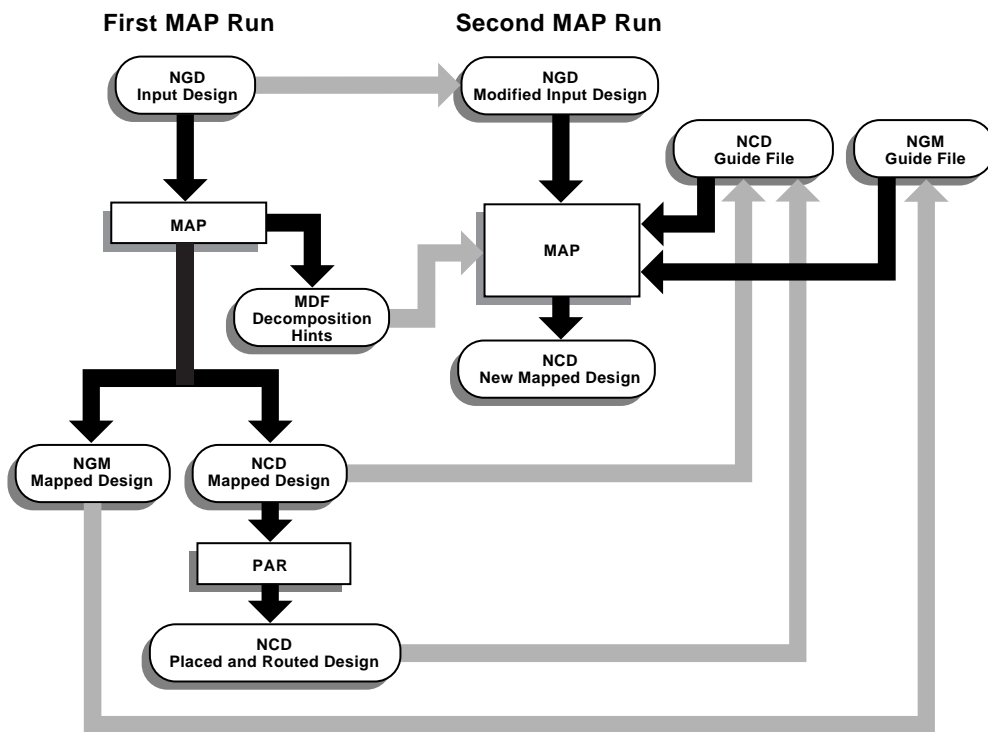 First MAP Run
Second MAP Run
NGD
Input Design
NGD
Modified Input Design
NCD
Guide File
NGM
Guide File
MAP
MAP
MDF
Decomposition
Hints
NCD
New Mapped Design
NGM
Mapped Design
NCD
Mapped Design
PAR
NCD
Placed and Routed Design